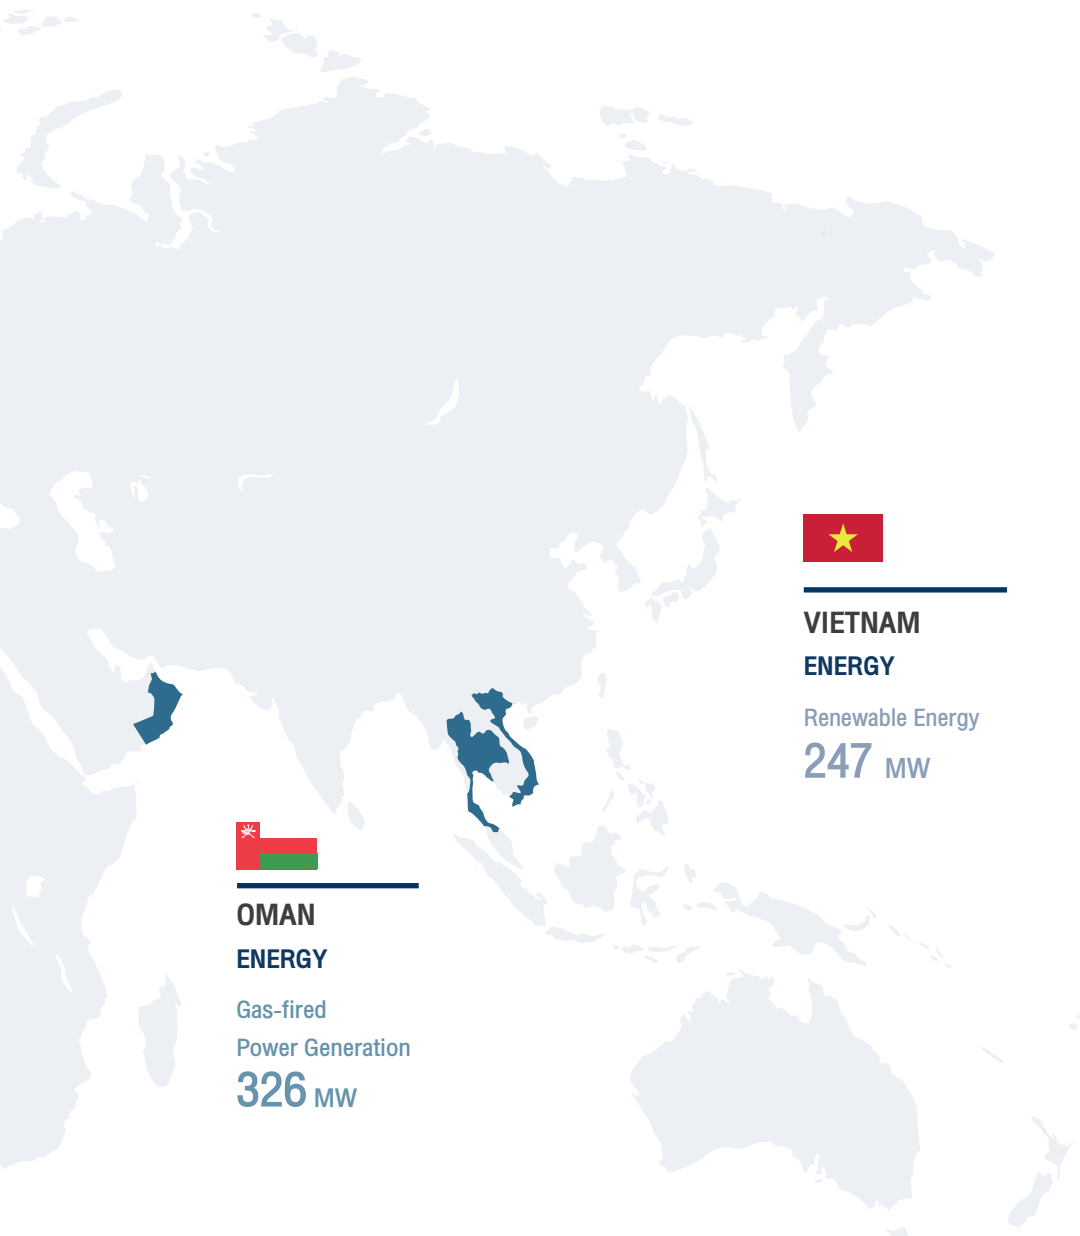 VIETNAM
ENERGY
Renewable Energy
247 MW
OMAN
ENERGY
Gas-fired
Power Generation
326 MW